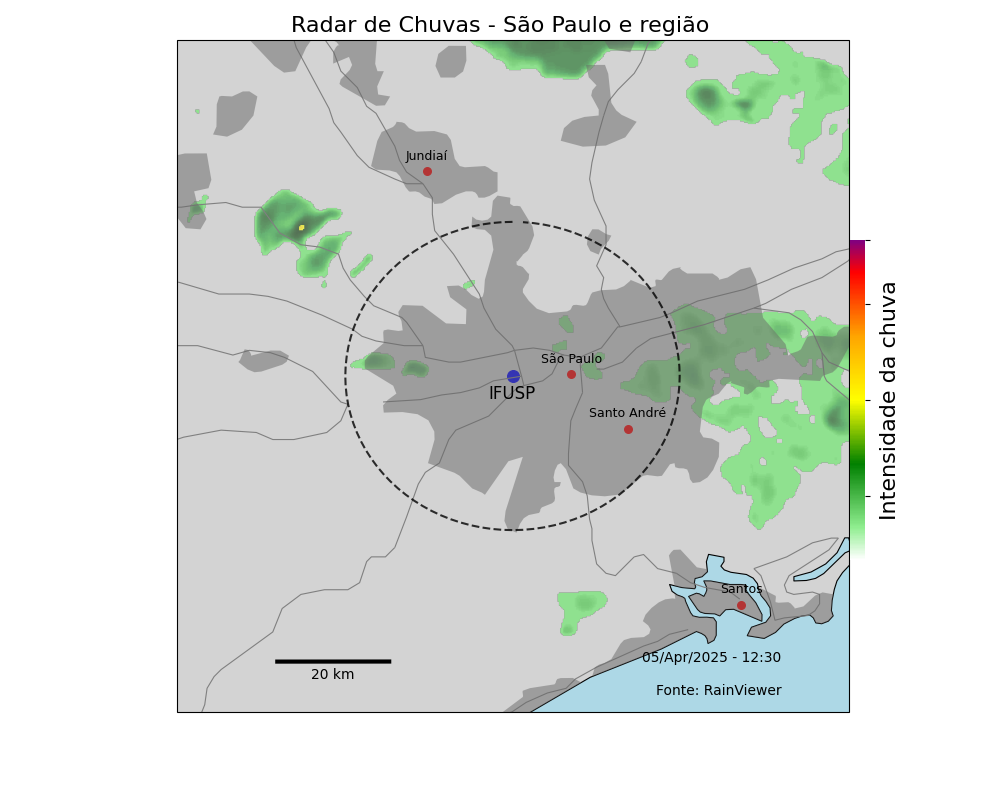 Radar de Chuvas - São Paulo e região
Jundiaí
São Paulo
IFUSP
Santo André
Santos
Intensidade da chuva
05/Apr/2025 - 12:30
20 km
Fonte: RainViewer